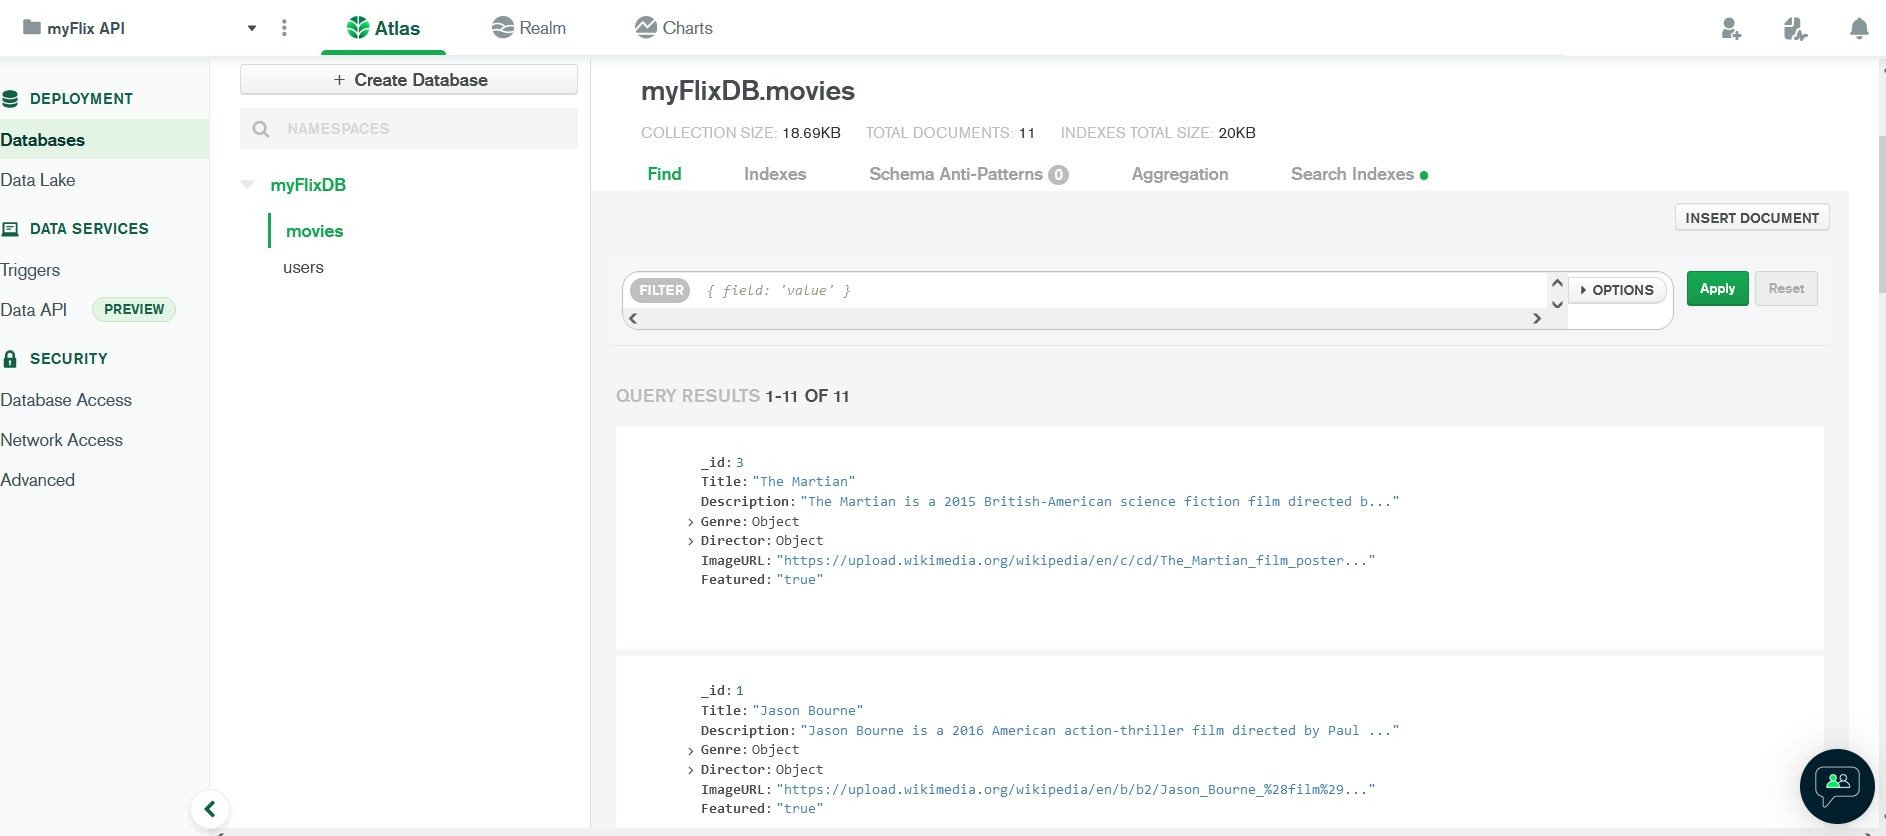 myFlix API
Atlas
Realm
Charts
DEPLOYMENT
Databases
Data Lake
DATA SERVICES
Triggers
Data API PREVIEW
SECURITY
Database Access
Network Access
Advanced
+ Create Database
NAMESPACES
myFlixDB
movies
users
myFlixDB.movies
COLLECTION SIZE: 18.69KB TOTAL DOCUMENTS: 11 INDEXES TOTAL SIZE: 20KB
Find Indexes Schema Anti-Patterns 0 Aggregation Search Indexes
INSERT DOCUMENT
FILTER { field: 'value' } OPTIONS Apply Reset
QUERY RESULTS 1-11 OF 11
_id: 3
Title: "The Martian"
Description: "The Martian is a 2015 British-American science fiction film directed b..."
Genre: Object
Director: Object
ImageURL: "https://upload.wikimedia.org/wikipedia/en/c/cd/The_Martian_film_poster..."
Featured: "true"
_id: 1
Title: "Jason Bourne"
Description: "Jason Bourne is a 2016 American action-thriller film directed by Paul ..."
Genre: Object
Director: Object
ImageURL: "https://upload.wikimedia.org/wikipedia/en/b/b2/Jason_Bourne_%28film%29..."
Featured: "true"